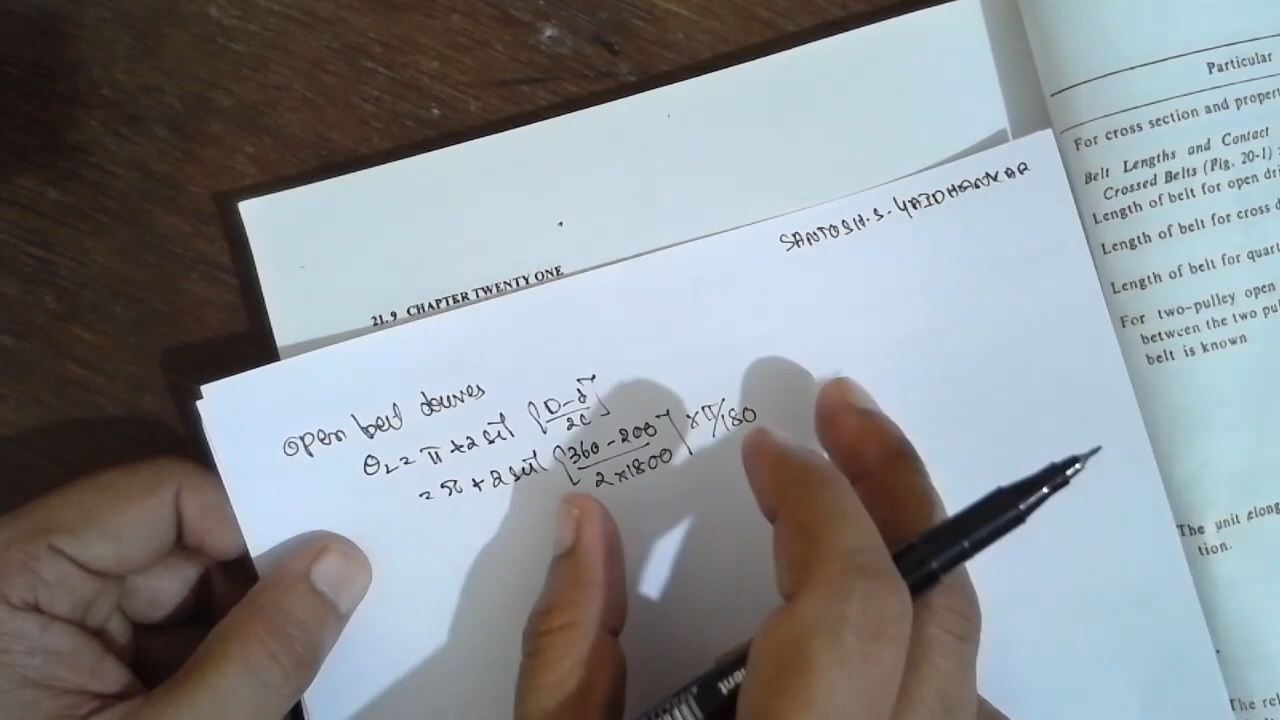 Particular
For cross section and propert
Belt Lengths and Contact
Crossed Belts (Fig. 20-1) :
Length of belt for open dri
Length of belt for cross d
Length of belt for quart
For two-pulley open
between the two pul
belt is known
The unit elong
tion.
The rel
21.9 CHAPTER TWENTY ONE
SANTOSH.S.YAIDHANKAR
open belt
θL = π + 2 sin⁻¹ [D-d/2C]
= π + 2 sin⁻¹ [360-200/2×1800] × π/180